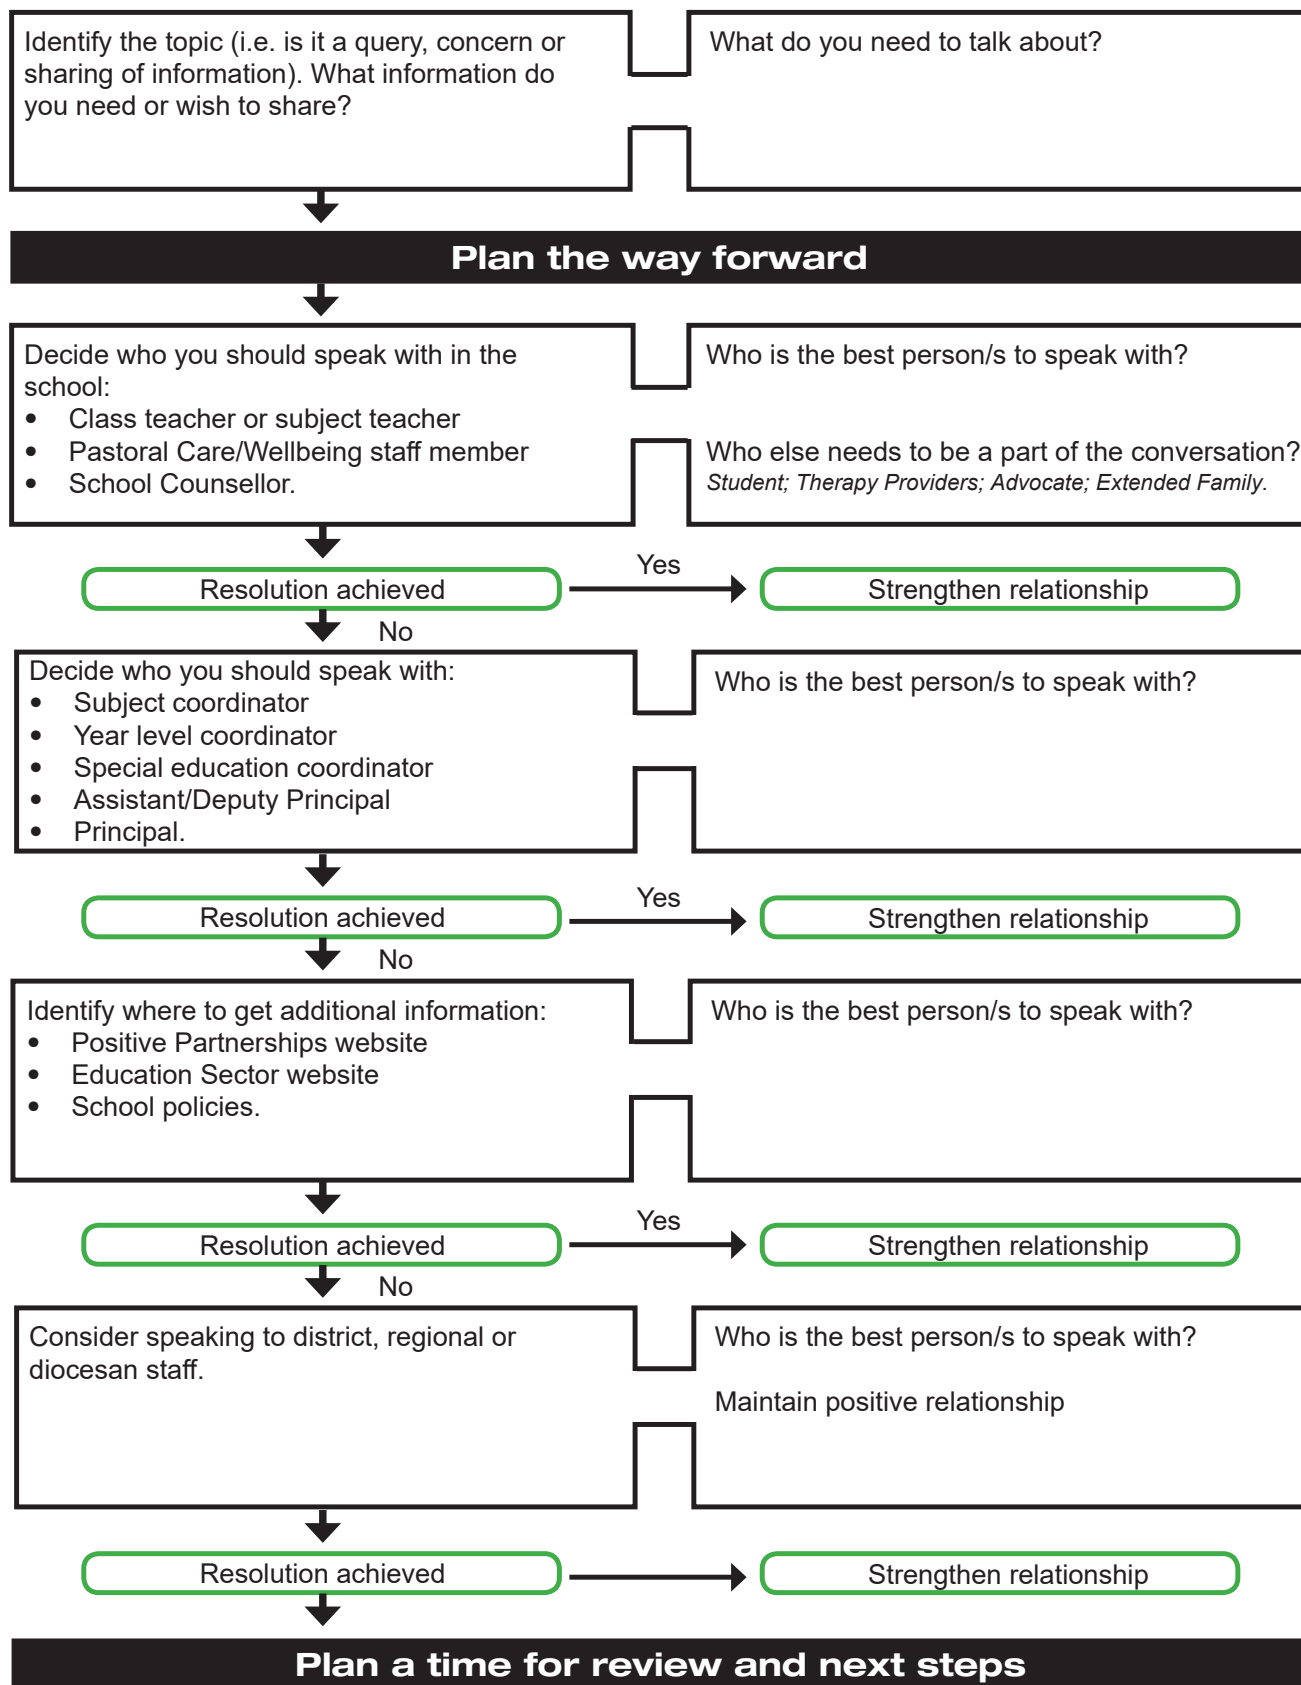 Identify the topic (i.e. is it a query, concern or
sharing of information). What information do
you need or wish to share?
What do you need to talk about?
Plan the way forward
Decide who you should speak with in the
school:
• Class teacher or subject teacher
• Pastoral Care/Wellbeing staff member
• School Counsellor.
Who is the best person/s to speak with?
Who else needs to be a part of the conversation?
Student; Therapy Providers; Advocate; Extended Family.
Resolution achieved
Yes
Strengthen relationship
No
Decide who you should speak with:
• Subject coordinator
• Year level coordinator
• Special education coordinator
• Assistant/Deputy Principal
• Principal.
Who is the best person/s to speak with?
Resolution achieved
Yes
Strengthen relationship
No
Identify where to get additional information:
• Positive Partnerships website
• Education Sector website
• School policies.
Who is the best person/s to speak with?
Resolution achieved
Yes
Strengthen relationship
No
Consider speaking to district, regional or
diocesan staff.
Who is the best person/s to speak with?
Maintain positive relationship
Resolution achieved
Strengthen relationship
Plan a time for review and next steps